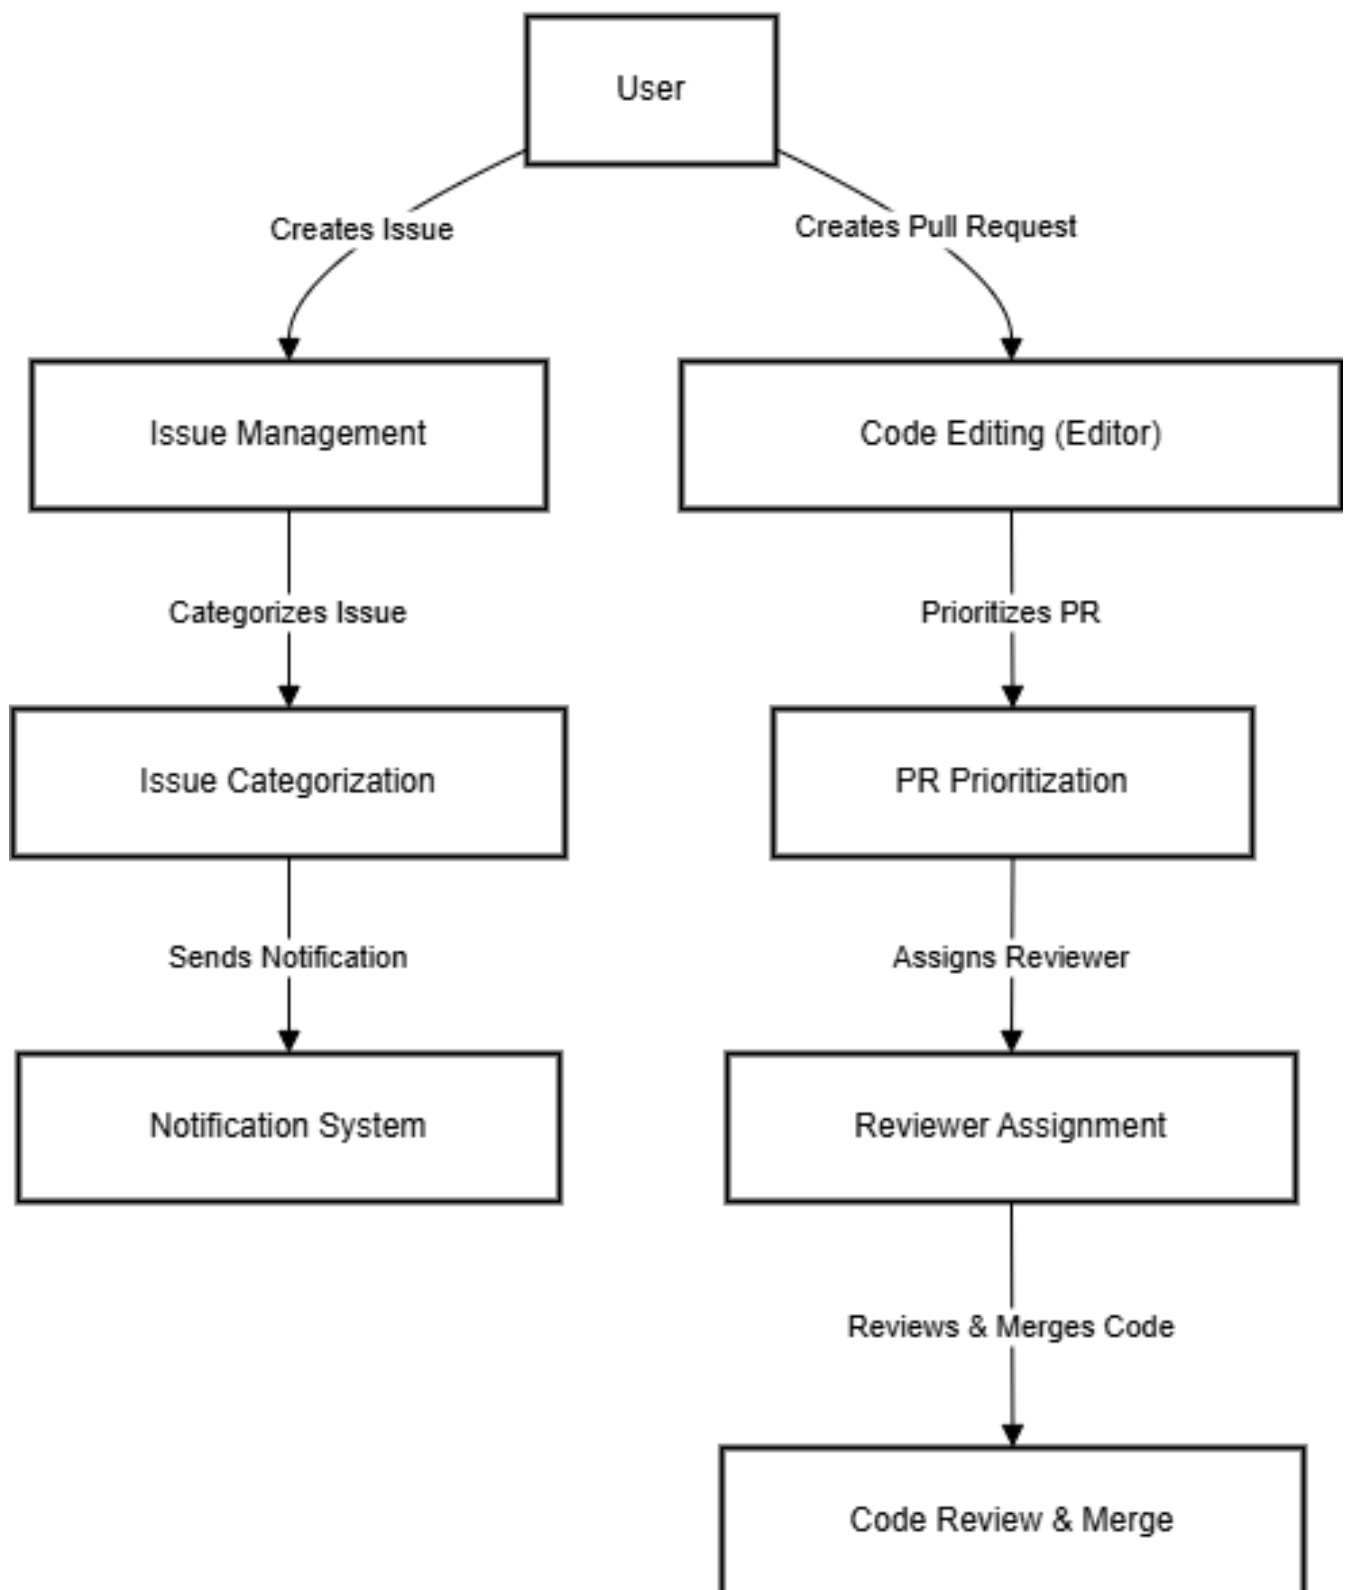 User
Creates Issue
Creates Pull Request
Issue Management
Code Editing (Editor)
Categorizes Issue
Prioritizes PR
Issue Categorization
PR Prioritization
Sends Notification
Assigns Reviewer
Notification System
Reviewer Assignment
Reviews & Merges Code
Code Review & Merge